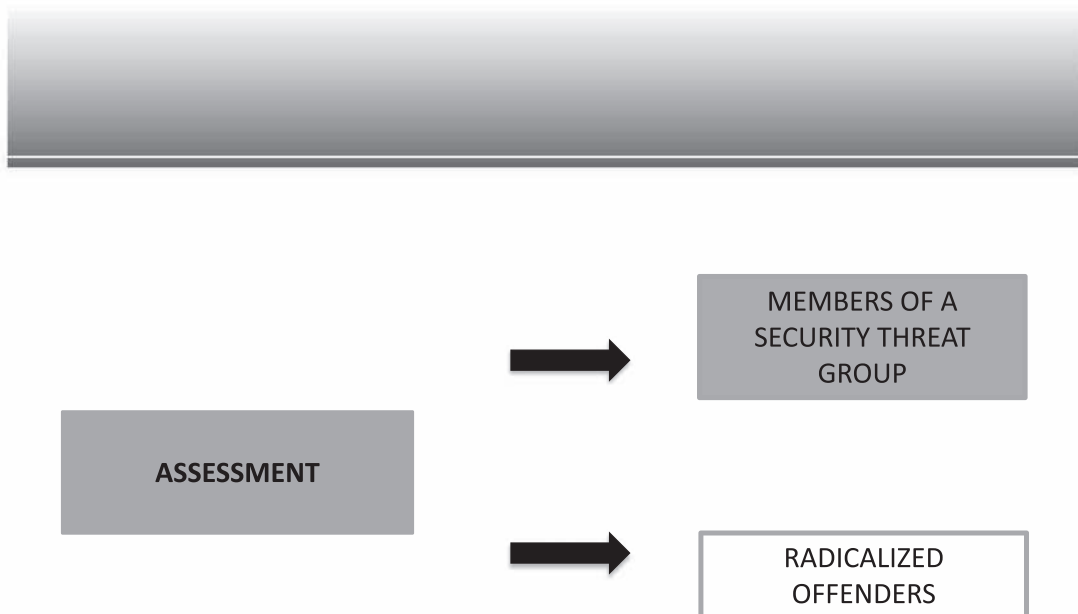 MEMBERS OF A
SECURITY THREAT
GROUP
ASSESSMENT
RADICALIZED
OFFENDERS